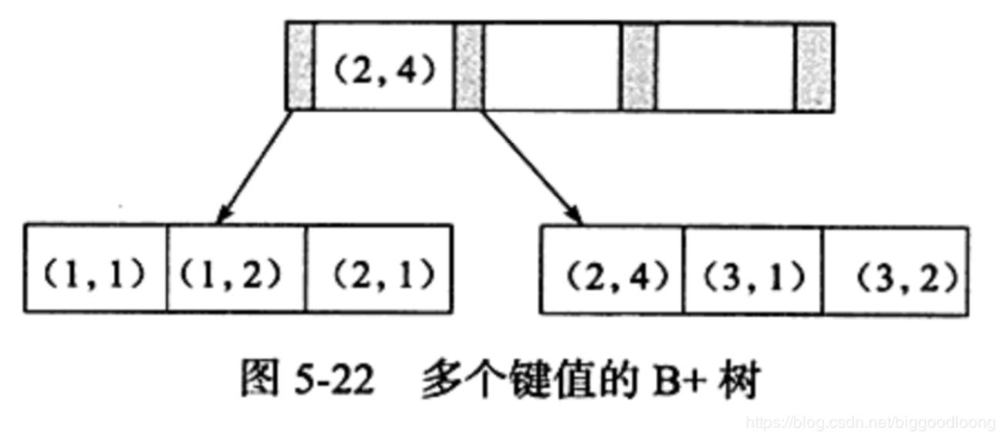 (2,4)
(1,1) (1,2) (2,1) (2,4) (3,1) (3,2)
图 5-22 多个键值的 B+ 树
https://blog.csdn.net/biggoodloong